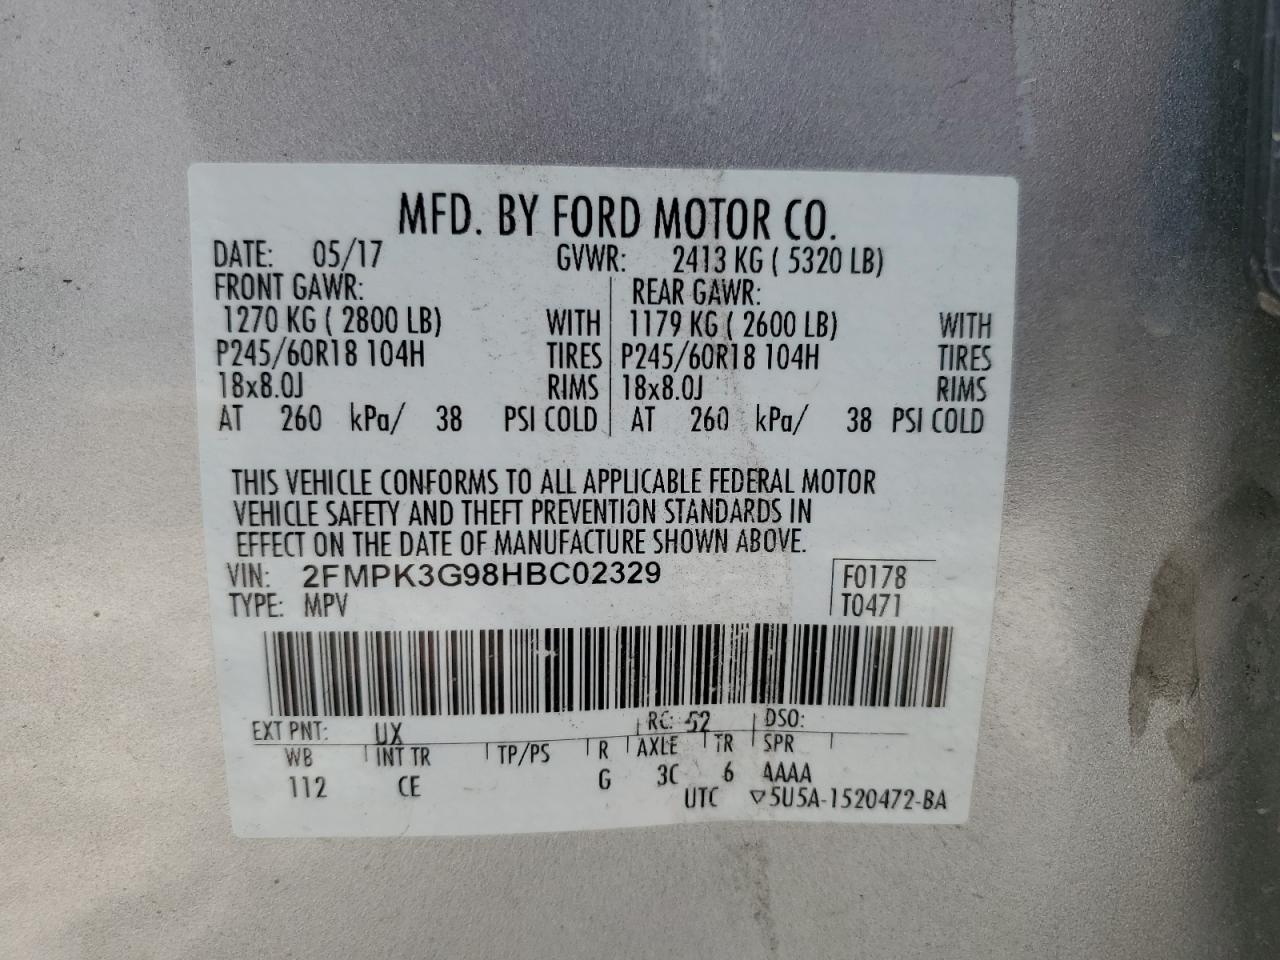 MFD. BY FORD MOTOR CO.
DATE: 05/17 GVWR: 2413 KG ( 5320 LB)
FRONT GAWR: REAR GAWR:
1270 KG ( 2800 LB) WITH 1179 KG ( 2600 LB) WITH
P245/60R18 104H TIRES P245/60R18 104H TIRES
18x8.0J RIMS 18x8.0J RIMS
AT 260 kPa/ 38 PSI COLD AT 260 kPa/ 38 PSI COLD
THIS VEHICLE CONFORMS TO ALL APPLICABLE FEDERAL MOTOR
VEHICLE SAFETY AND THEFT PREVENTION STANDARDS IN
EFFECT ON THE DATE OF MANUFACTURE SHOWN ABOVE.
VIN: 2FMPK3G98HBC02329 F0178
TYPE: MPV T0471
EXT PNT: UX RC: 52 DSO:
WB INT TR TP/PS R AXLE TR SPR
112 CE G 3C 6 AAAA
UTC ▽5U5A-1520472-BA